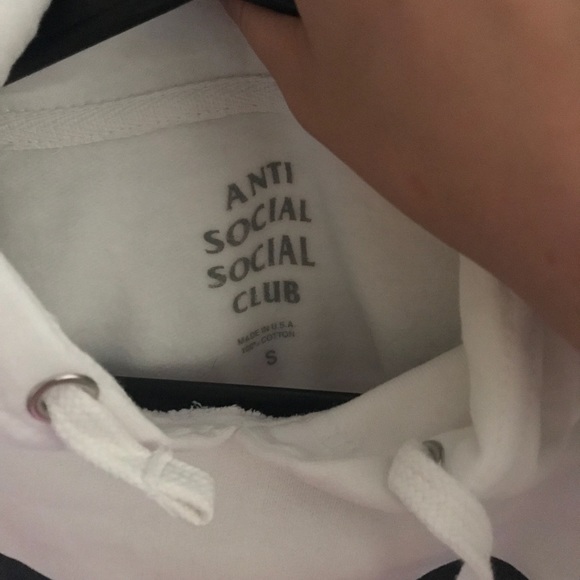 ANTI
SOCIAL
SOCIAL
CLUB
MADE IN U.S.A.
100% COTTON
S